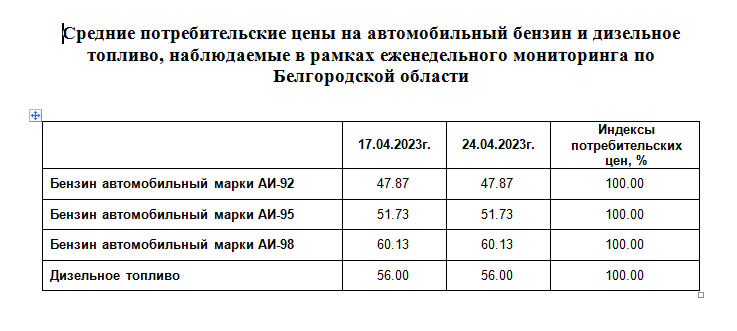 Средние потребительские цены на автомобильный бензин и дизельное
топливо, наблюдаемые в рамках еженедельного мониторинга по
Белгородской области
17.04.2023г. 24.04.2023г. Индексы
потребительских
цен, %
Бензин автомобильный марки АИ-92 47.87 47.87 100.00
Бензин автомобильный марки АИ-95 51.73 51.73 100.00
Бензин автомобильный марки АИ-98 60.13 60.13 100.00
Дизельное топливо 56.00 56.00 100.00